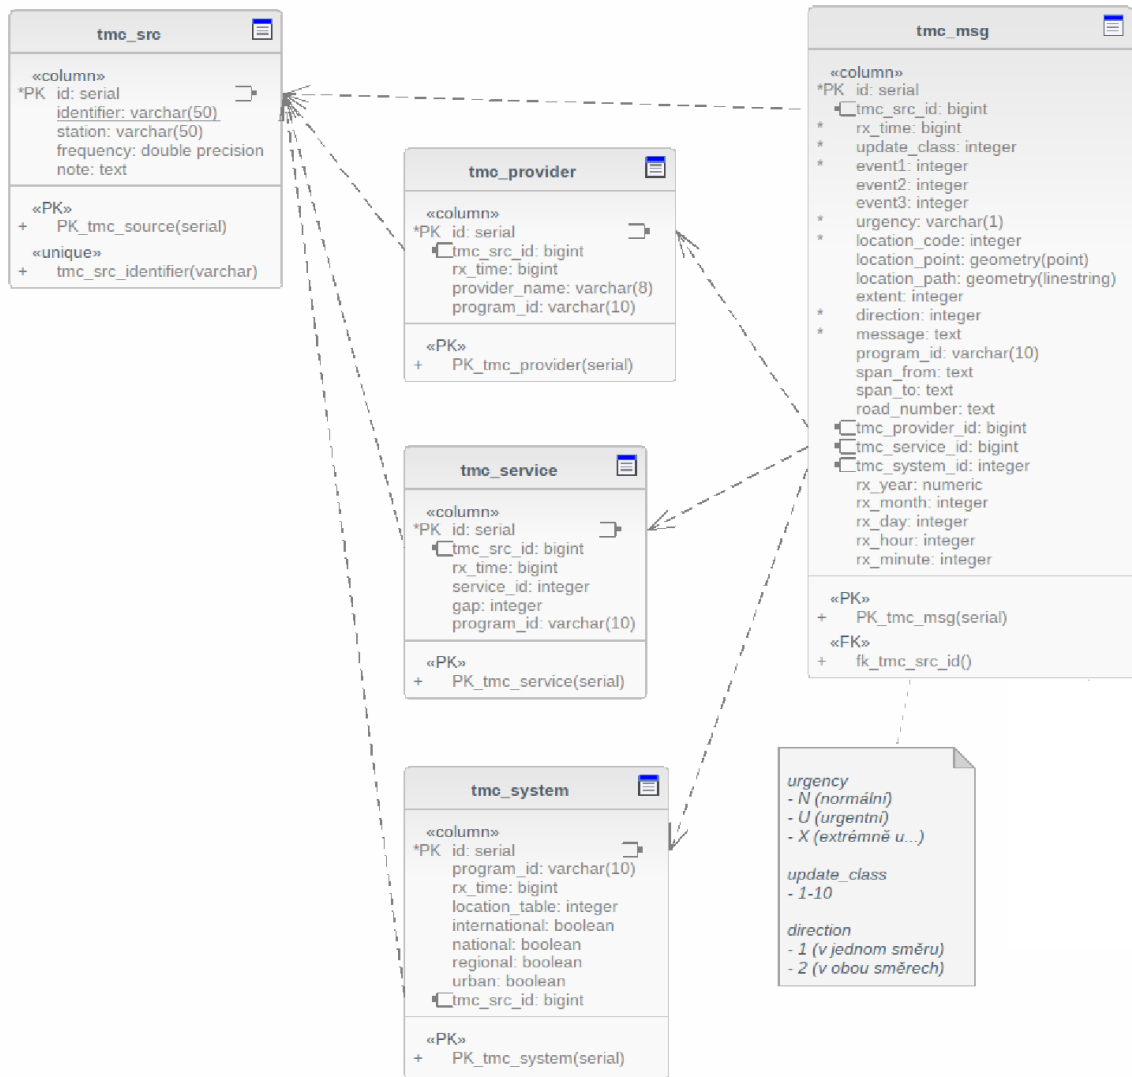 tmc_src
«column»
*PK id: serial
identifier: varchar(50)
station: varchar(50)
frequency: double precision
note: text
«PK»
+ PK_tmc_source(serial)
«unique»
+ tmc_src_identifier(varchar)
tmc_provider
«column»
*PK id: serial
tmc_src_id: bigint
rx_time: bigint
provider_name: varchar(8)
program_id: varchar(10)
«PK»
+ PK_tmc_provider(serial)
tmc_service
«column»
*PK id: serial
tmc_src_id: bigint
rx_time: bigint
service_id: integer
gap: integer
program_id: varchar(10)
«PK»
+ PK_tmc_service(serial)
tmc_system
«column»
*PK id: serial
program_id: varchar(10)
rx_time: bigint
location_table: integer
international: boolean
national: boolean
regional: boolean
urban: boolean
tmc_src_id: bigint
«PK»
+ PK_tmc_system(serial)
tmc_msg
«column»
*PK id: serial
tmc_src_id: bigint
* rx_time: bigint
* update_class: integer
* event1: integer
event2: integer
event3: integer
* urgency: varchar(1)
* location_code: integer
location_point: geometry(point)
location_path: geometry(linestring)
extent: integer
* direction: integer
* message: text
program_id: varchar(10)
span_from: text
span_to: text
road_number: text
tmc_provider_id: bigint
tmc_service_id: bigint
tmc_system_id: integer
rx_year: numeric
rx_month: integer
rx_day: integer
rx_hour: integer
rx_minute: integer
«PK»
+ PK_tmc_msg(serial)
«FK»
+ fk_tmc_src_id()
urgency
- N (normální)
- U (urgentní)
- X (extrémně u...)
update_class
- 1-10
direction
- 1 (v jednom směru)
- 2 (v obou směrech)